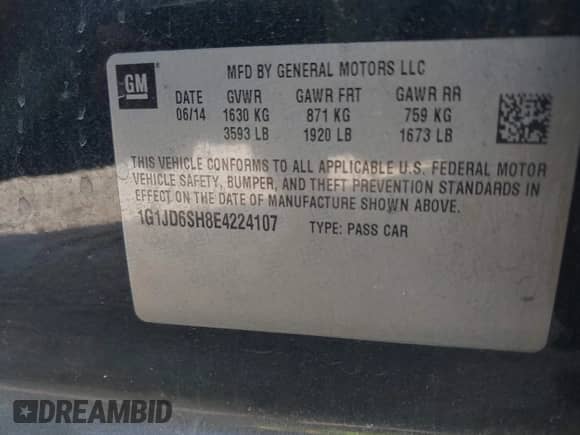 GM
MFD BY GENERAL MOTORS LLC
DATE GVWR GAWR FRT GAWR RR
06/14 1630 KG 871 KG 759 KG
3593 LB 1920 LB 1673 LB
THIS VEHICLE CONFORMS TO ALL APPLICABLE U.S. FEDERAL MOTOR
VEHICLE SAFETY, BUMPER, AND THEFT PREVENTION STANDARDS IN
EFFECT ON THE DATE OF MANUFACTURE SHOWN ABOVE.
1G1JD6SH8E4224107 TYPE: PASS CAR
DREAMBID